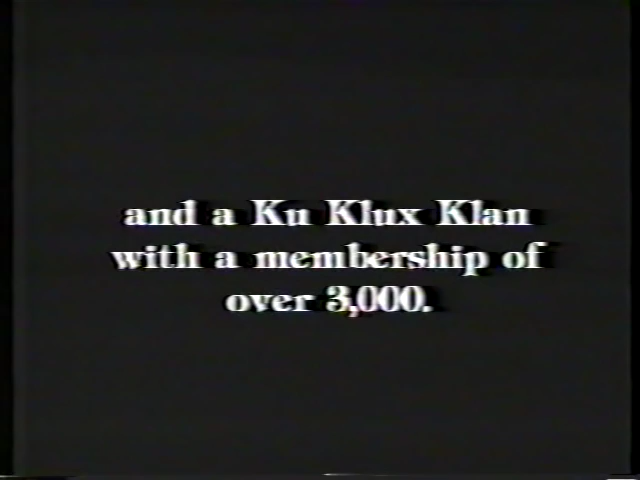 and a Ku Klux Klan
with a membership of
over 3,000.